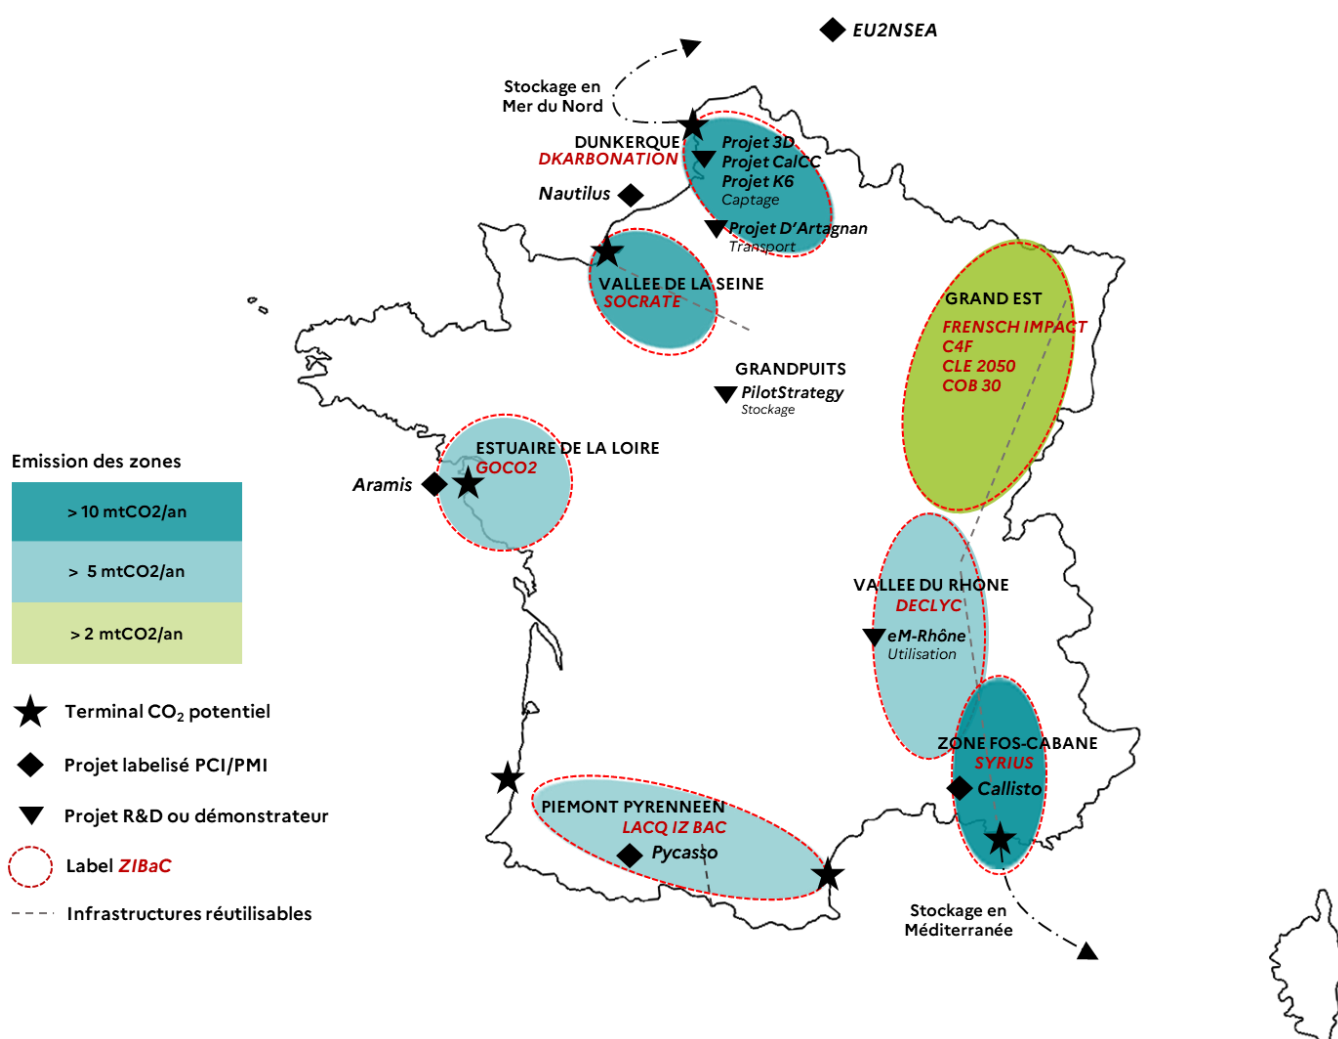 EU2NSEA
Stockage en
Mer du Nord
DUNKERQUE
DKARBONATION
Projet 3D
Projet CalCC
Projet K6
Captage
Nautilus
Projet D'Artagnan
Transport
VALLEE DE LA SEINE
SOCRATE
GRAND EST
FRENSCH IMPACT
C4F
CLE 2050
COB 30
GRANDPUITS
PilotStrategy
Stockage
ESTUAIRE DE LA LOIRE
GOCO2
Aramis
Emission des zones
> 10 mtCO2/an
> 5 mtCO2/an
> 2 mtCO2/an
VALLEE DU RHONE
DECLYC
eM-Rhône
Utilisation
Terminal CO₂ potentiel
Projet labelisé PCI/PMI
Projet R&D ou démonstrateur
Label ZIBaC
Infrastructures réutilisables
ZONE FOS-CABANE
SYRIUS
Callisto
PIEMONT PYRENNEEN
LACQ IZ BAC
Pycasso
Stockage en
Méditerranée